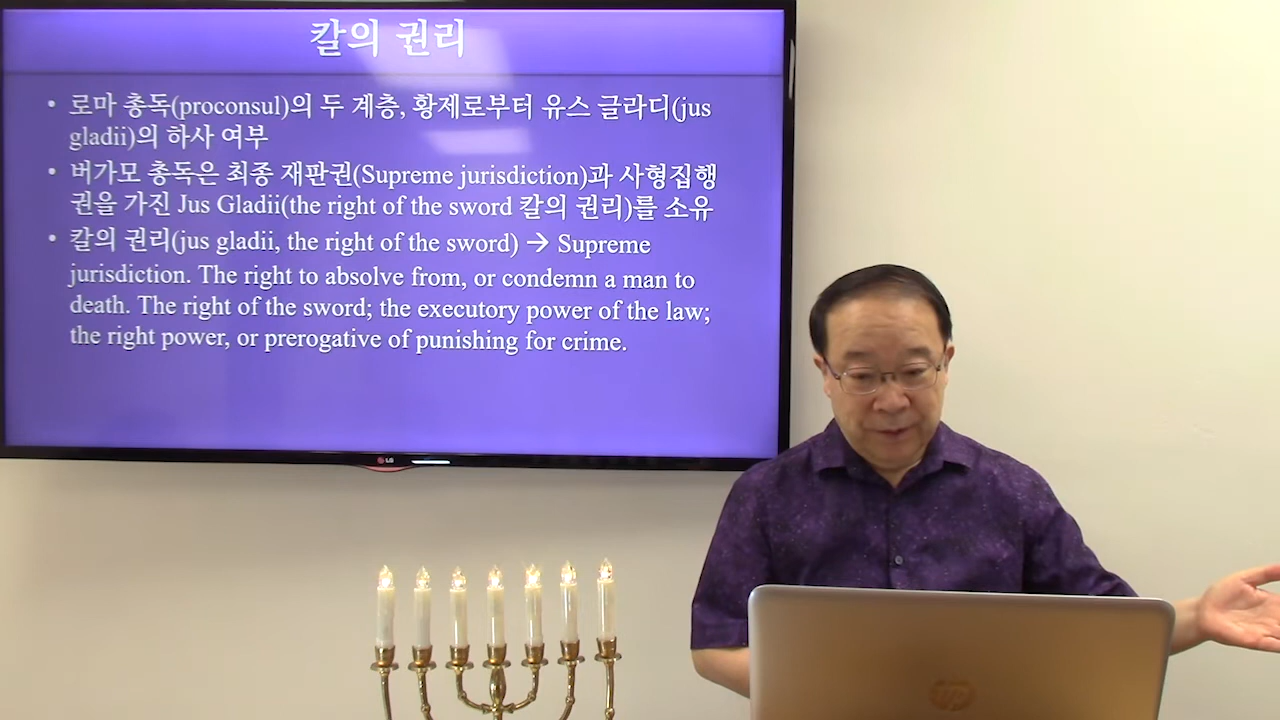 칼의 권리
• 로마 총독(proconsul)의 두 계층, 황제로부터 유스 글라디(jus
gladii)의 하사 여부
• 버가모 총독은 최종 재판권(Supreme jurisdiction)과 사형집행
권을 가진 Jus Gladii(the right of the sword 칼의 권리)를 소유
• 칼의 권리(jus gladii, the right of the sword) → Supreme
jurisdiction. The right to absolve from, or condemn a man to
death. The right of the sword; the executory power of the law;
the right power, or prerogative of punishing for crime.
LG
hp